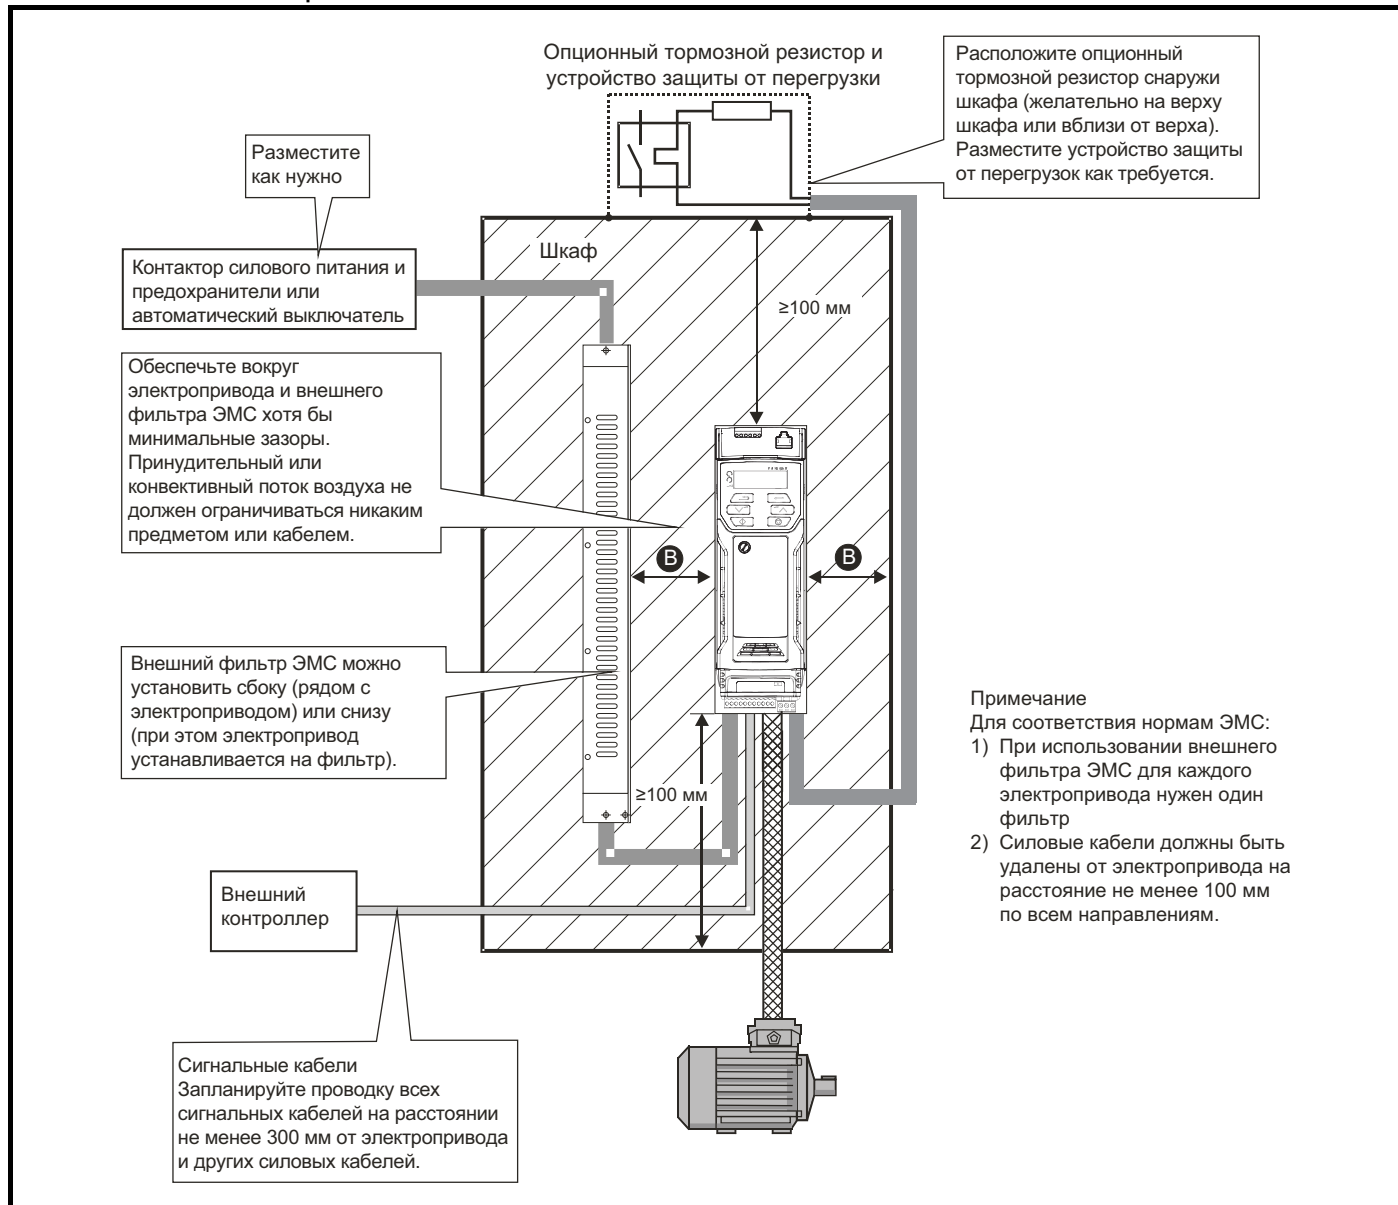 Опционный тормозной резистор и
устройство защиты от перегрузки
Расположите опционный
тормозной резистор снаружи
шкафа (желательно на верху
шкафа или вблизи от верха).
Разместите устройство защиты
от перегрузок как требуется.
Разместите
как нужно
Шкаф
Контактор силового питания и
предохранители или
автоматический выключатель
≥100 мм
Обеспечьте вокруг
электропривода и внешнего
фильтра ЭМС хотя бы
минимальные зазоры.
Принудительный или
конвективный поток воздуха не
должен ограничиваться никаким
предметом или кабелем.
B
B
Внешний фильтр ЭМС можно
установить сбоку (рядом с
электроприводом) или снизу
(при этом электропривод
устанавливается на фильтр).
≥100 мм
Примечание
Для соответствия нормам ЭМС:
1) При использовании внешнего
фильтра ЭМС для каждого
электропривода нужен один
фильтр
2) Силовые кабели должны быть
удалены от электропривода на
расстояние не менее 100 мм
по всем направлениям.
Внешний
контроллер
Сигнальные кабели
Запланируйте проводку всех
сигнальных кабелей на расстоянии
не менее 300 мм от электропривода
и других силовых кабелей.